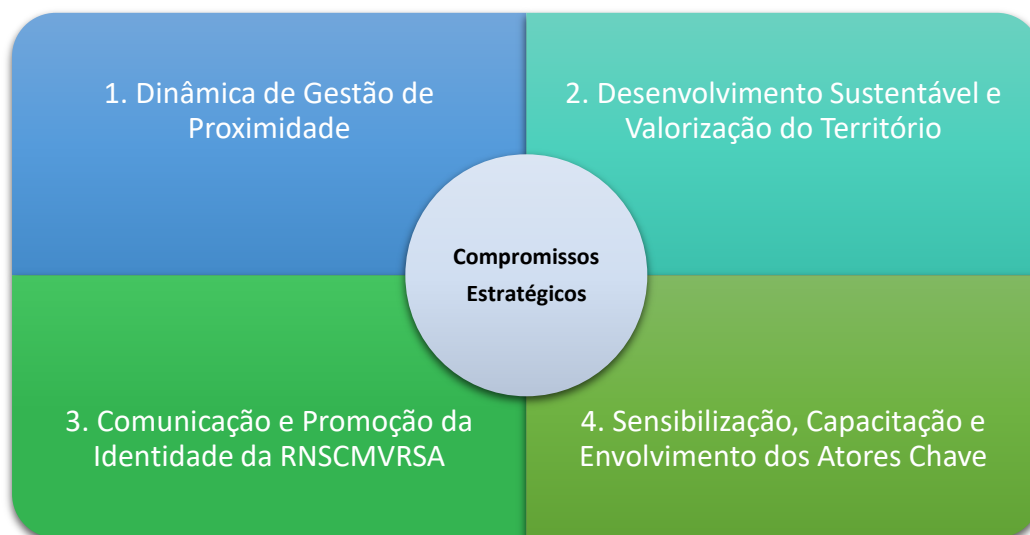 1. Dinâmica de Gestão de
Proximidade
2. Desenvolvimento Sustentável e
Valorização do Território
Compromissos
Estratégicos
3. Comunicação e Promoção da
Identidade da RNSCMVRSA
4. Sensibilização, Capacitação e
Envolvimento dos Atores Chave